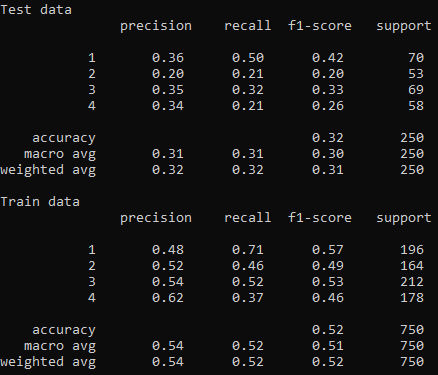 Test data
              precision    recall  f1-score   support

           1       0.36      0.50      0.42        70
           2       0.20      0.21      0.20        53
           3       0.35      0.32      0.33        69
           4       0.34      0.21      0.26        58

    accuracy                           0.32       250
   macro avg       0.31      0.31      0.30       250
weighted avg       0.32      0.32      0.31       250

Train data
              precision    recall  f1-score   support

           1       0.48      0.71      0.57       196
           2       0.52      0.46      0.49       164
           3       0.54      0.52      0.53       212
           4       0.62      0.37      0.46       178

    accuracy                           0.52       750
   macro avg       0.54      0.52      0.51       750
weighted avg       0.54      0.52      0.52       750